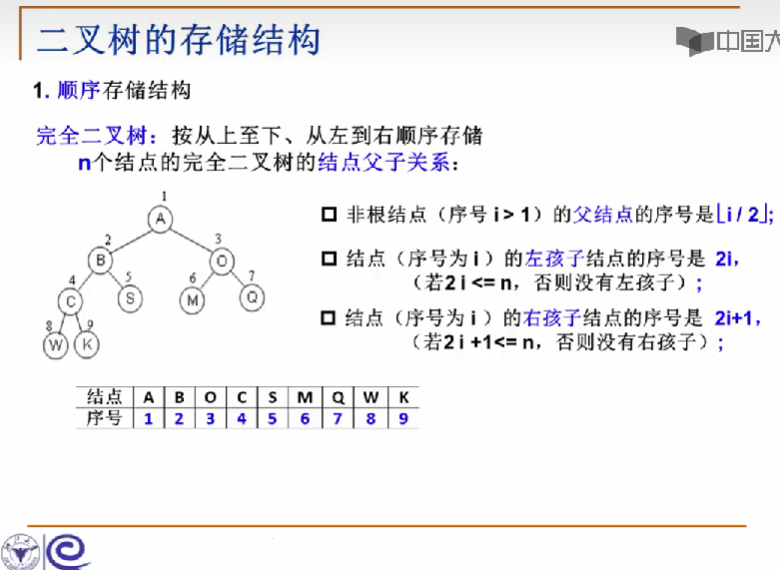 二叉树的存储结构
中国大
1. 顺序存储结构
完全二叉树：按从上至下、从左到右顺序存储
n个结点的完全二叉树的结点父子关系：
1
A
2
3
B
O
4
5
6
7
C
S
M
Q
8
9
W
K
非根结点（序号 i > 1）的父结点的序号是⌊i / 2⌋;
结点（序号为 i ）的左孩子结点的序号是 2i，
（若2 i <= n，否则没有左孩子）;
结点（序号为 i ）的右孩子结点的序号是 2i+1，
（若2 i +1<= n，否则没有右孩子）;
结点 A B O C S M Q W K
序号 1 2 3 4 5 6 7 8 9